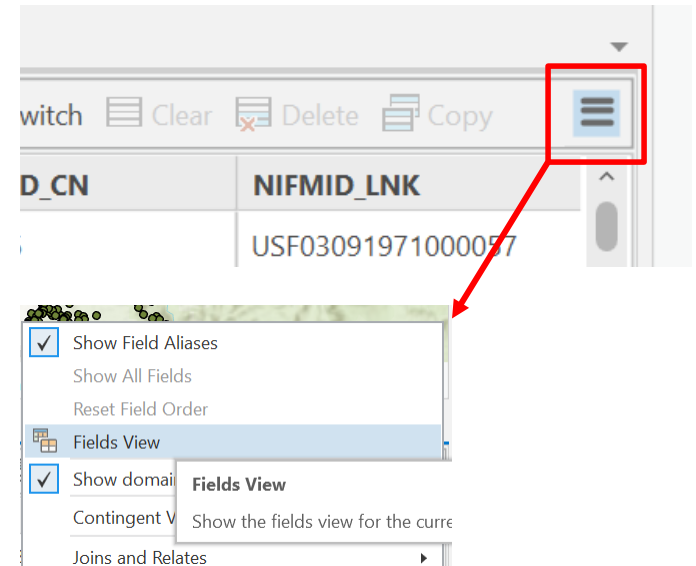 witch Clear Delete Copy
D_CN NIFMID_LNK
USF03091971000057
Show Field Aliases
Show All Fields
Reset Field Order
Fields View
Show domai
Fields View
Contingent V
Show the fields view for the curre
Joins and Relates